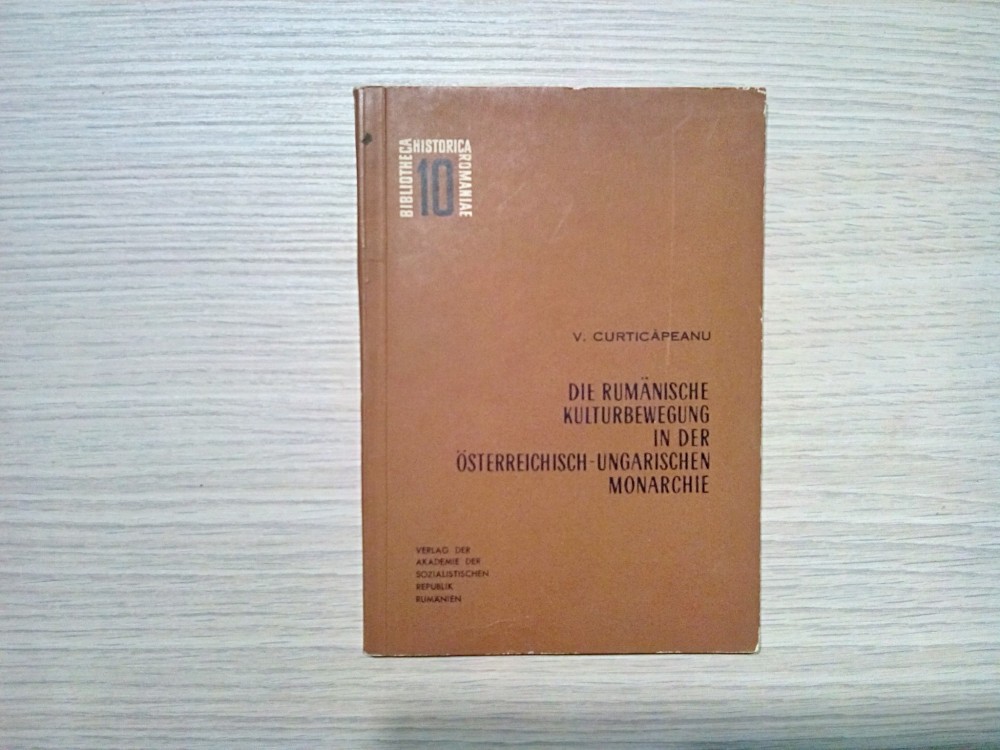 BIBLIOTHECA
HISTORICA
ROMANIAE
10
V. CURTICĂPEANU
DIE RUMÄNISCHE
KULTURBEWEGUNG
IN DER
ÖSTERREICHISCH-UNGARISCHEN
MONARCHIE
VERLAG DER
AKADEMIE DER
SOZIALISTISCHEN
REPUBLIK
RUMÄNIEN